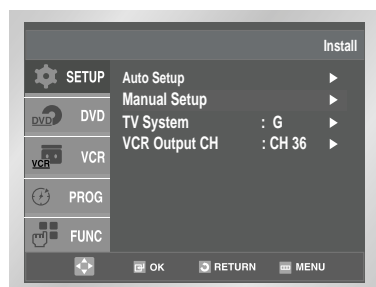 Install
SETUP
DVD
DVD
VCR
VCR
PROG
FUNC
Auto Setup
Manual Setup
TV System : G
VCR Output CH : CH 36
OK RETURN MENU